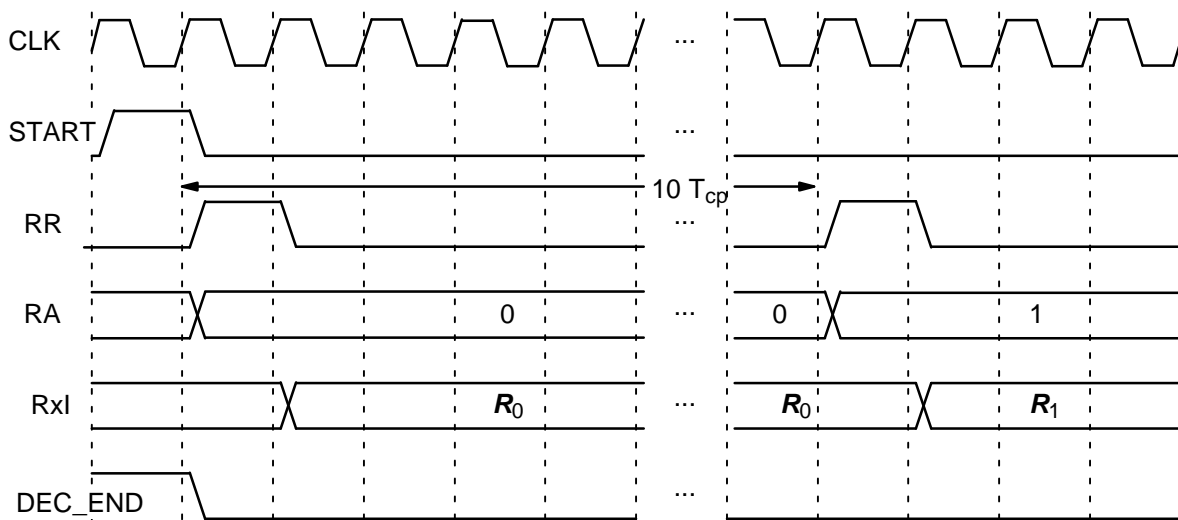 CLK ...
START ...
10 Tcp
RR ...
RA 0 ... 0 1
RxI R0 ... R0 R1
DEC_END ...